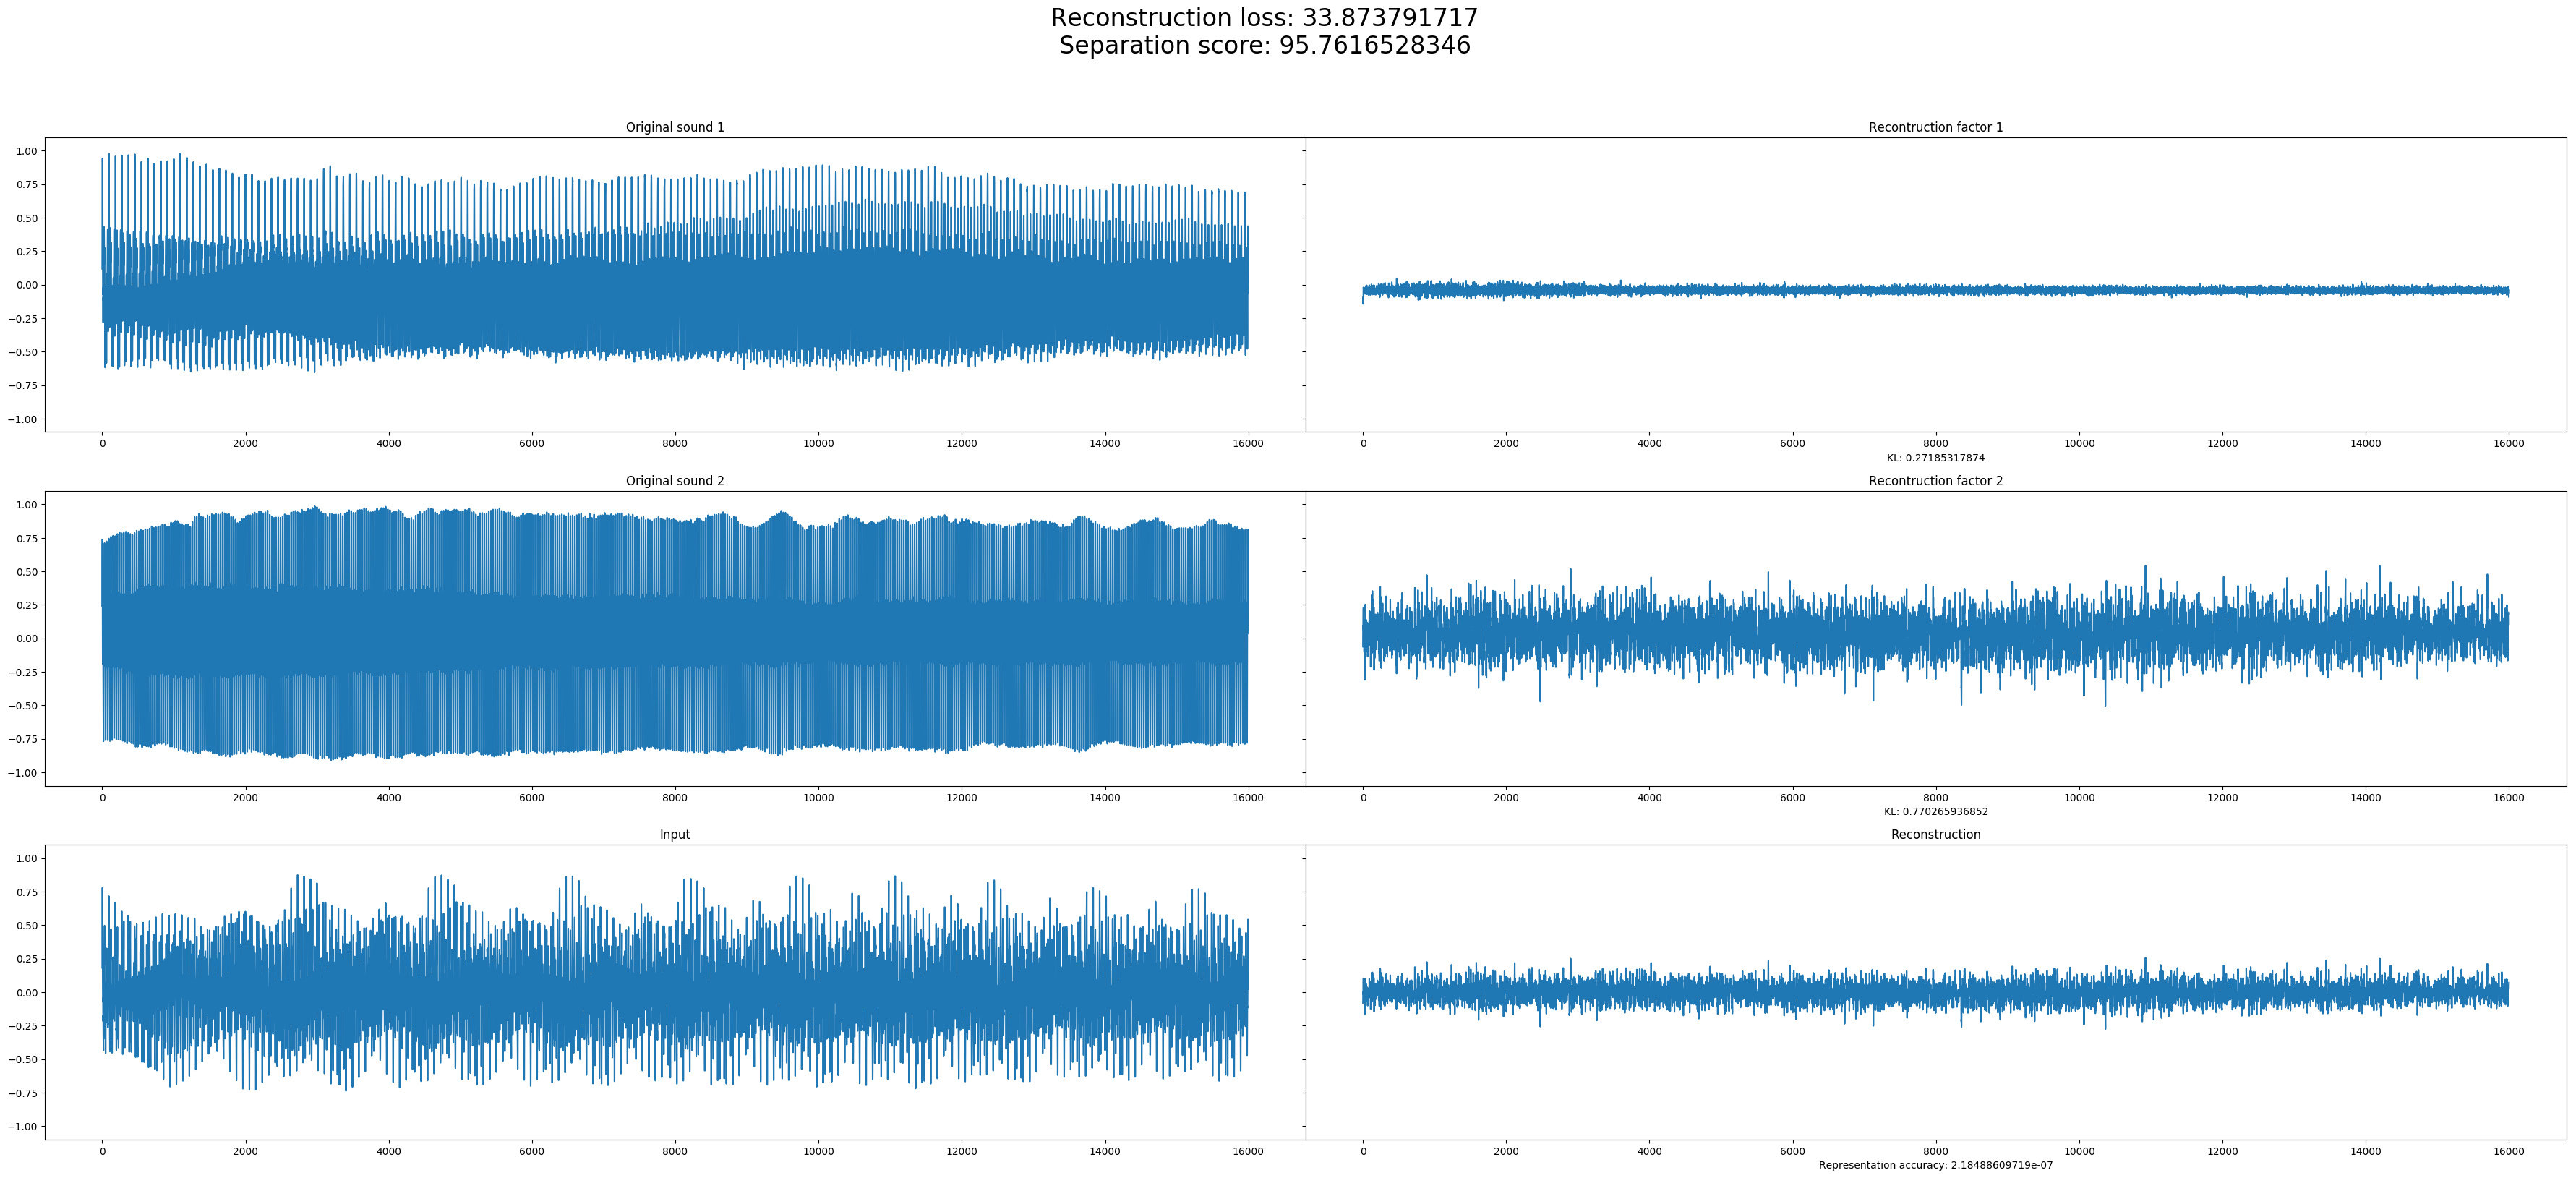 Reconstruction loss: 33.873791717
Separation score: 95.7616528346
Original sound 1
Recontruction factor 1
1.00
0.75
0.50
0.25
0.00
−0.25
−0.50
−0.75
−1.00
0 2000 4000 6000 8000 10000 12000 14000 16000
0 2000 4000 6000 8000 10000 12000 14000 16000
KL: 0.27185317874
Original sound 2
Recontruction factor 2
1.00
0.75
0.50
0.25
0.00
−0.25
−0.50
−0.75
−1.00
0 2000 4000 6000 8000 10000 12000 14000 16000
0 2000 4000 6000 8000 10000 12000 14000 16000
KL: 0.770265936852
Input
Reconstruction
1.00
0.75
0.50
0.25
0.00
−0.25
−0.50
−0.75
−1.00
0 2000 4000 6000 8000 10000 12000 14000 16000
0 2000 4000 6000 8000 10000 12000 14000 16000
Representation accuracy: 2.18488609719e-07